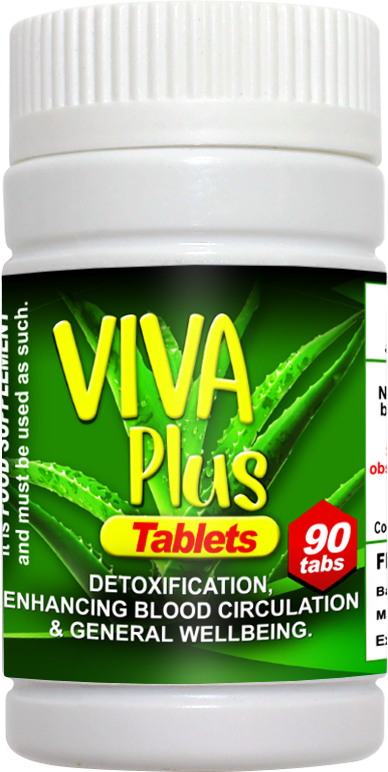 VIVA
Plus
Tablets
90
tabs
DETOXIFICATION,
ENHANCING BLOOD CIRCULATION
& GENERAL WELLBEING.
It is FOOD SUPPLEMENT
and must be used as such.